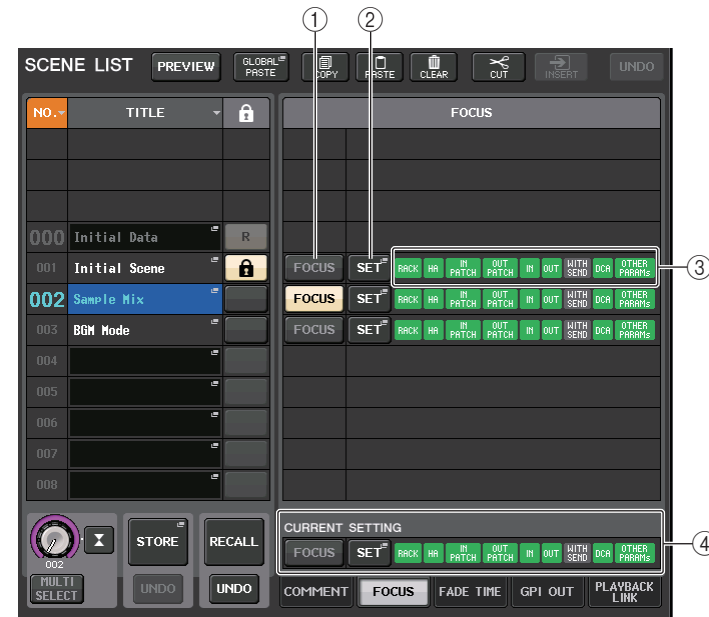 ① ②
SCENE LIST PREVIEW GLOBAL PASTE COPY PASTE CLEAR CUT INSERT UNDO
NO. TITLE FOCUS
000 Initial Data R
001 Initial Scene FOCUS SET RACK HA IN PATCH OUT PATCH IN OUT WITH SEND DCA OTHER PARAMs ③
002 Sample Mix FOCUS SET RACK HA IN PATCH OUT PATCH IN OUT WITH SEND DCA OTHER PARAMs
003 BGM Mode FOCUS SET RACK HA IN PATCH OUT PATCH IN OUT WITH SEND DCA OTHER PARAMs
004
005
006
007
008
CURRENT SETTING
STORE RECALL FOCUS SET RACK HA IN PATCH OUT PATCH IN OUT WITH SEND DCA OTHER PARAMs ④
002
MULTI SELECT UNDO UNDO COMMENT FOCUS FADE TIME GPI OUT PLAYBACK LINK